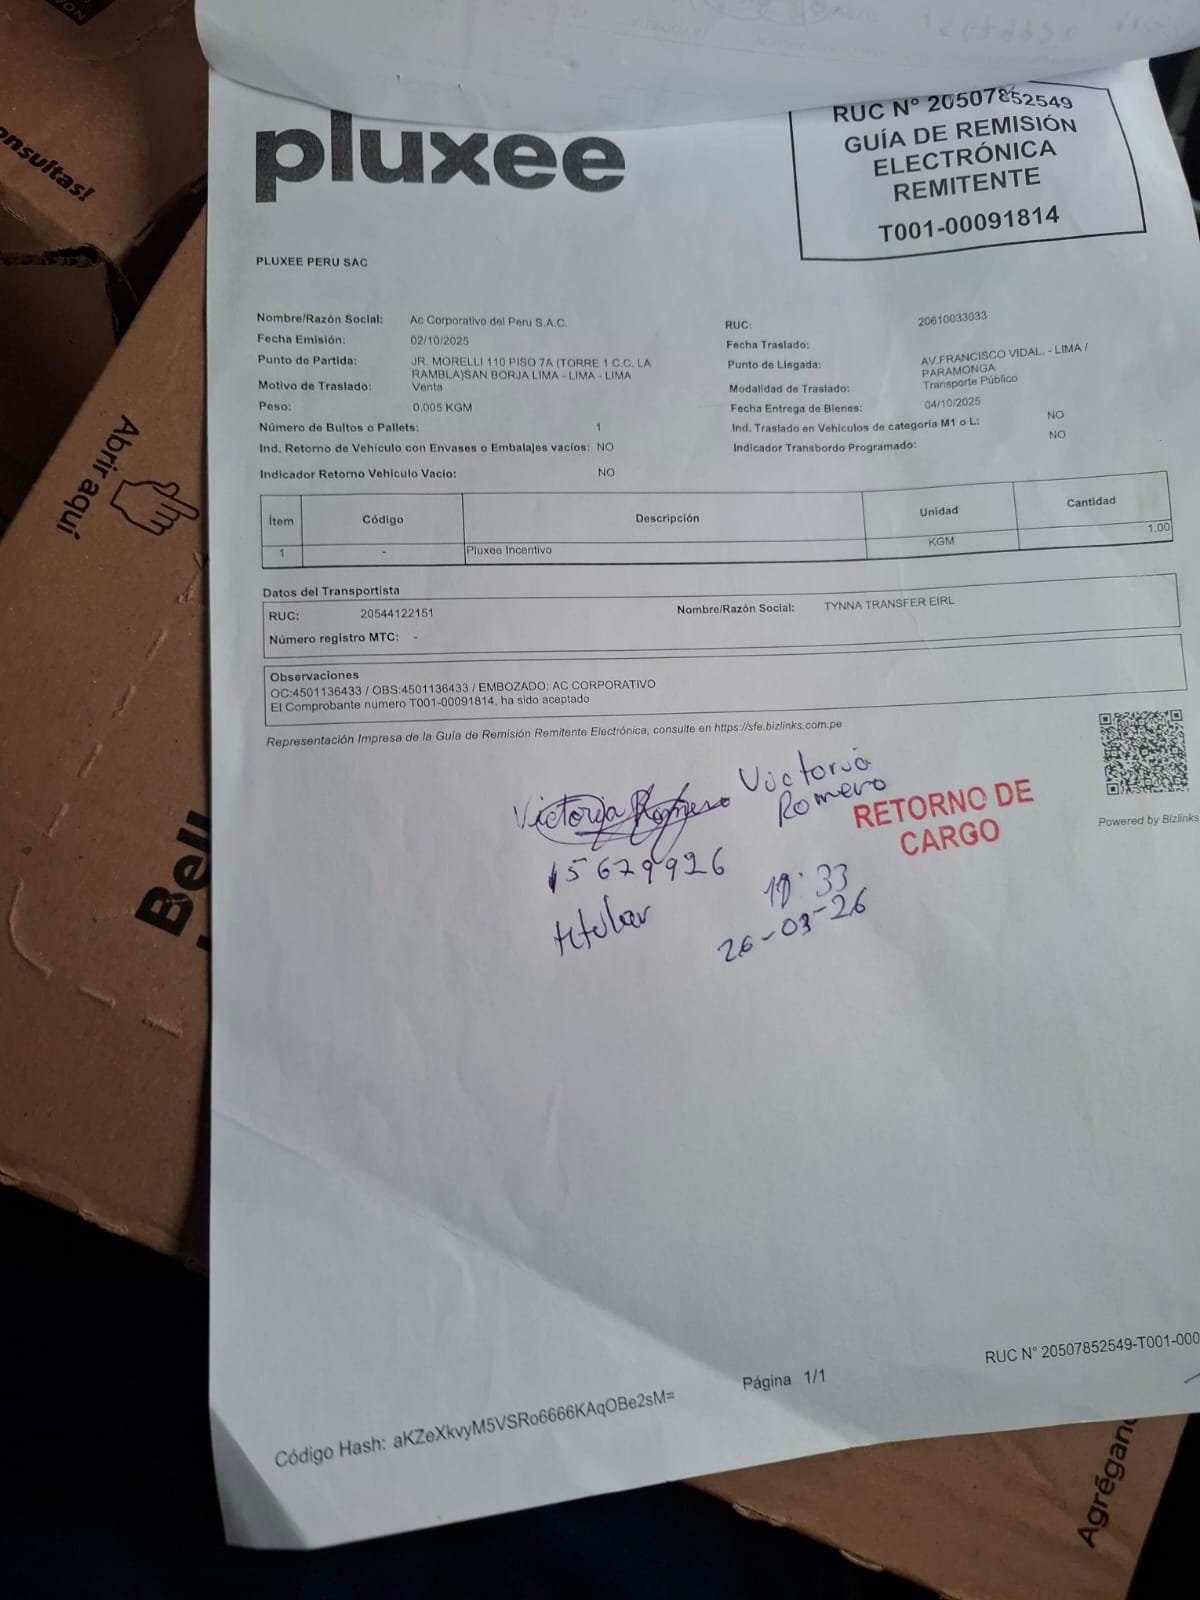 onsultas!
Abrir aquí
Bell
Agrégano
pluxee
RUC N° 20507852549
GUÍA DE REMISIÓN
ELECTRÓNICA
REMITENTE
T001-00091814
PLUXEE PERU SAC
Nombre/Razón Social: Ac Corporativo del Peru S.A.C.
Fecha Emisión: 02/10/2025
Punto de Partida: JR. MORELLI 110 PISO 7A (TORRE 1 C.C. LA
RAMBLA)SAN BORJA LIMA - LIMA - LIMA
Motivo de Traslado: Venta
Peso: 0,005 KGM
Número de Bultos o Pallets: 1
Ind. Retorno de Vehículo con Envases o Embalajes vacíos: NO
Indicador Retorno Vehículo Vacio: NO
RUC: 20610033033
Fecha Traslado:
Punto de Llegada: AV.FRANCISCO VIDAL. - LIMA /
PARAMONGA
Modalidad de Traslado: Transporte Público
Fecha Entrega de Bienes: 04/10/2025
Ind. Traslado en Vehículos de categoría M1 o L: NO
Indicador Transbordo Programado: NO
Ítem Código Descripción Unidad Cantidad
1 - Pluxee Incentivo KGM 1,00
Datos del Transportista
RUC: 20544122151 Nombre/Razón Social: TYNNA TRANSFER EIRL
Número registro MTC: -
Observaciones
OC:4501136433 / OBS:4501136433 / EMBOZADO: AC CORPORATIVO
El Comprobante numero T001-00091814, ha sido aceptado
Representación Impresa de la Guía de Remisión Remitente Electrónica, consulte en https://sfe.bizlinks.com.pe
Victoria Romero
Victoria
Romero
15679926
titular
33
26-03-26
RETORNO DE
CARGO
Powered by Bizlinks
RUC N° 20507852549-T001-000
Página 1/1
Código Hash: aKZeXkvyM5VSRo6666KAqOBe2sM=